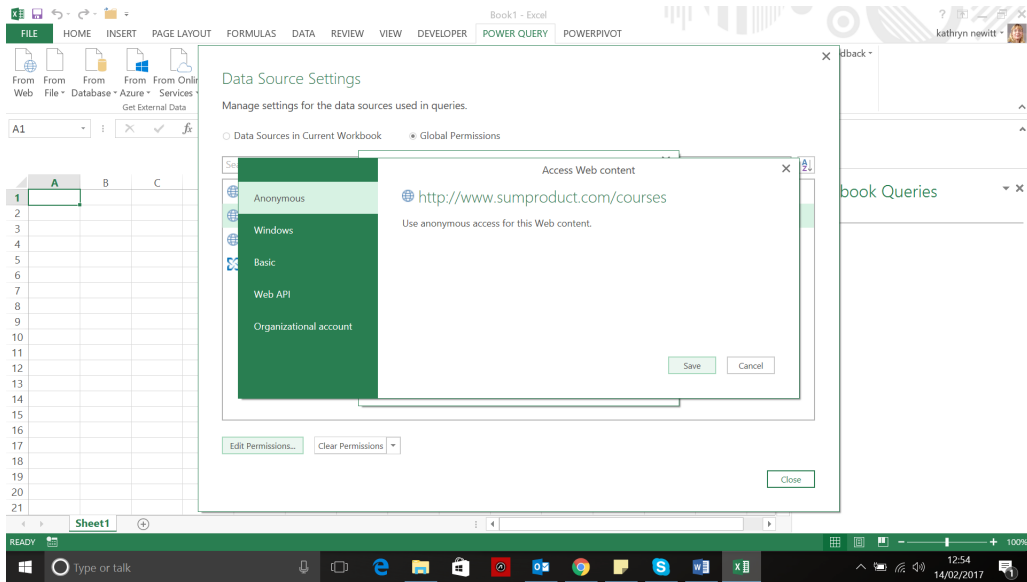 Book1 - Excel
FILE HOME INSERT PAGE LAYOUT FORMULAS DATA REVIEW VIEW DEVELOPER POWER QUERY POWERPIVOT
kathryn newitt
From Web
From File
From Database
From Azure
From Onlin Services
Get External Data
dback
A1
fx
A B C
1
2
3
4
5
6
7
8
9
10
11
12
13
14
15
16
17
18
19
20
21
Data Source Settings
Manage settings for the data sources used in queries.
Data Sources in Current Workbook Global Permissions
Sea
Access Web content
Anonymous
Windows
Basic
Web API
Organizational account
http://www.sumproduct.com/courses
Use anonymous access for this Web content.
Save Cancel
Edit Permissions... Clear Permissions
Close
book Queries
Sheet1
READY
100%
Type or talk
12:54
14/02/2017